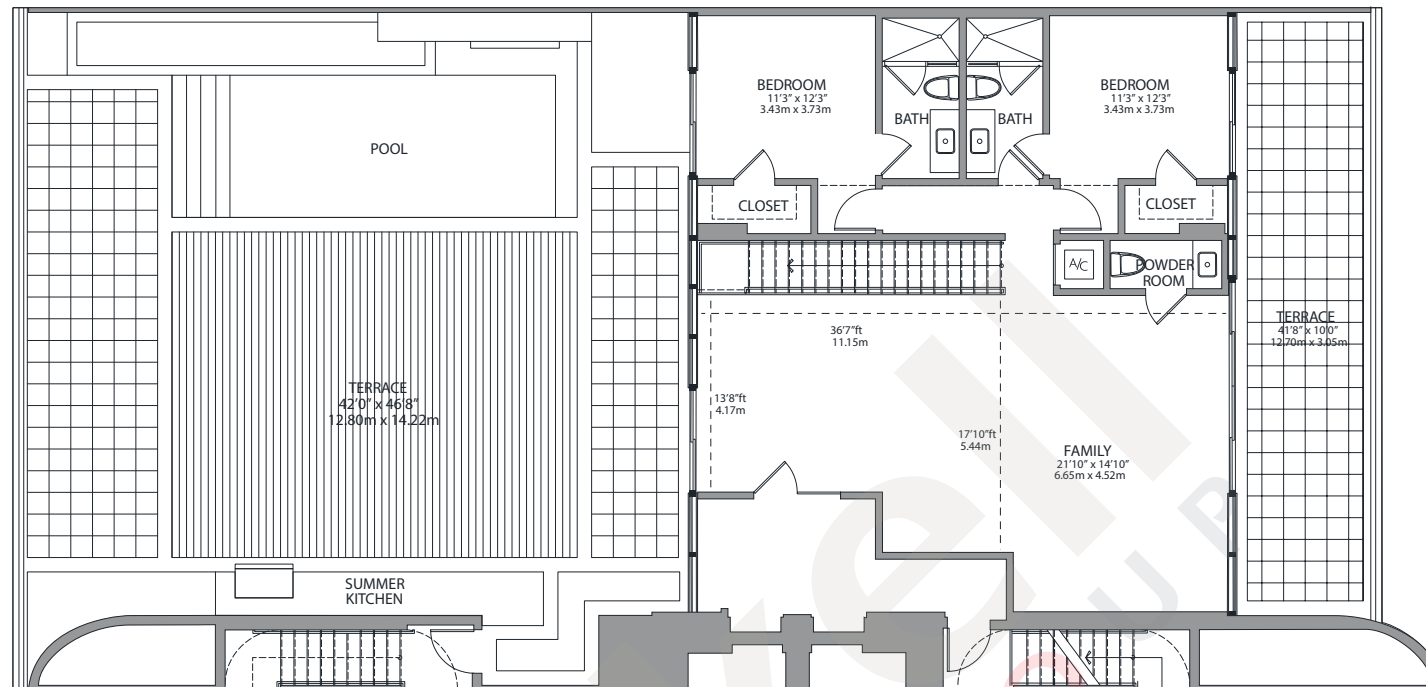 BEDROOM
11'3" x 12'3"
3.43m x 3.73m
BEDROOM
11'3" x 12'3"
3.43m x 3.73m
BATH
BATH
POOL
CLOSET
CLOSET
A/C
POWDER
ROOM
TERRACE
41'8" x 10'0"
12.70m x 3.05m
36'7"ft
11.15m
TERRACE
42'0" x 46'8"
12.80m x 14.22m
13'8"ft
4.17m
17'10"ft
5.44m
FAMILY
21'10" x 14'10"
6.65m x 4.52m
SUMMER
KITCHEN